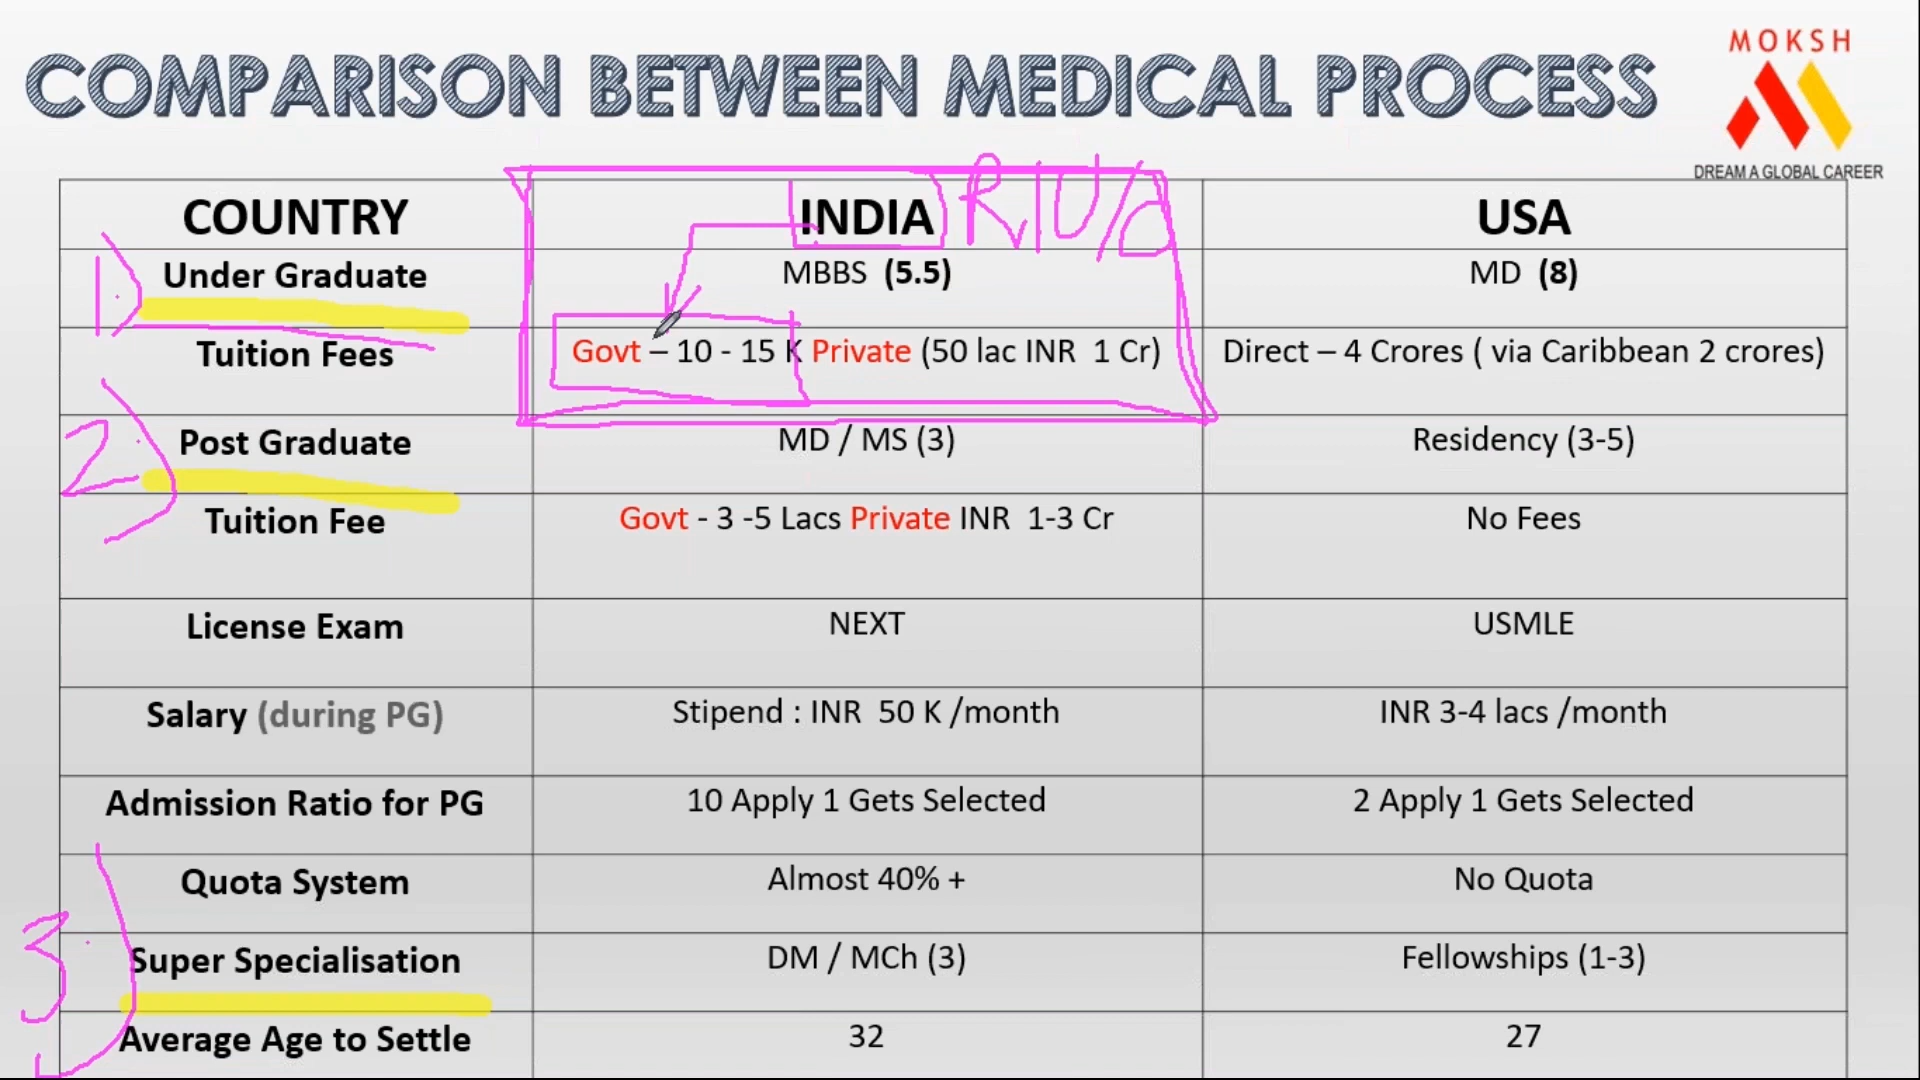 MOKSH
COMPARISON BETWEEN MEDICAL PROCESS
DREAM A GLOBAL CAREER
COUNTRY INDIA USA
1) Under Graduate MBBS (5.5) MD (8)
Tuition Fees Govt – 10 - 15 K Private (50 lac INR 1 Cr) Direct – 4 Crores ( via Caribbean 2 crores)
2) Post Graduate MD / MS (3) Residency (3-5)
Tuition Fee Govt - 3 -5 Lacs Private INR 1-3 Cr No Fees
License Exam NEXT USMLE
Salary (during PG) Stipend : INR 50 K /month INR 3-4 lacs /month
Admission Ratio for PG 10 Apply 1 Gets Selected 2 Apply 1 Gets Selected
Quota System Almost 40% + No Quota
3) Super Specialisation DM / MCh (3) Fellowships (1-3)
Average Age to Settle 32 27